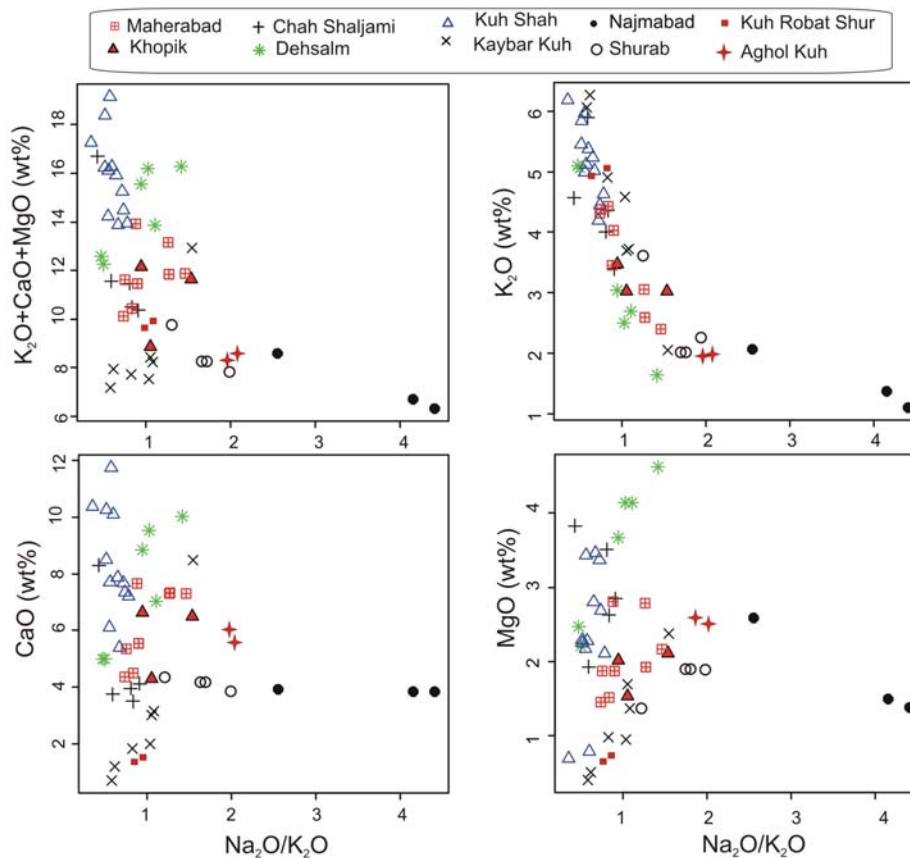 Maherabad Chah Shaljami Kuh Shah Najmabad Kuh Robat Shur
Khopik Dehsalm Kaybar Kuh Shurab Aghol Kuh
K₂O+CaO+MgO (wt%)
18
16
14
12
10
8
6
1 2 3 4
K₂O (wt%)
6
5
4
3
2
1
1 2 3 4
CaO (wt%)
12
10
8
6
4
2
1 2 3 4
Na₂O/K₂O
MgO (wt%)
4
3
2
1
1 2 3 4
Na₂O/K₂O